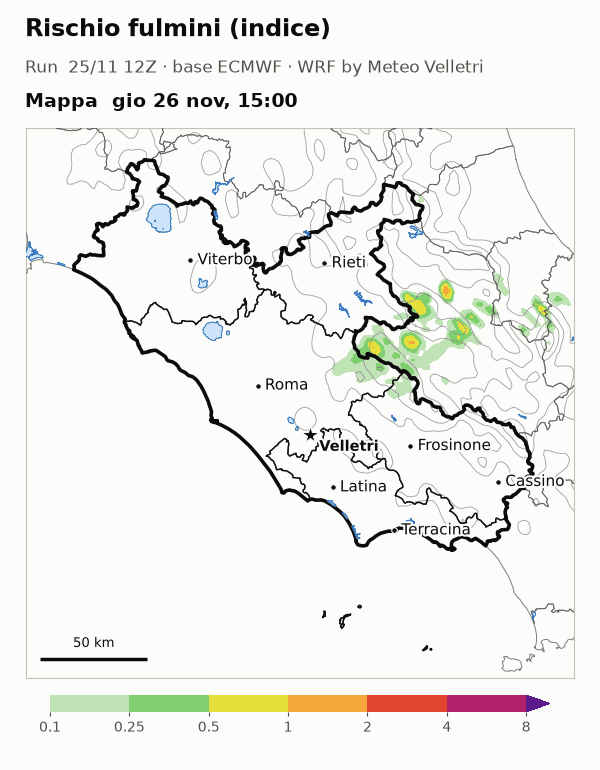 Rischio fulmini (indice)
Run  25/11 12Z · base ECMWF · WRF by Meteo Velletri
Mappa  gio 26 nov, 15:00
Viterbo
Rieti
Roma
Velletri
Frosinone
Latina
Cassino
Terracina
50 km
0.1 0.25 0.5 1 2 4 8